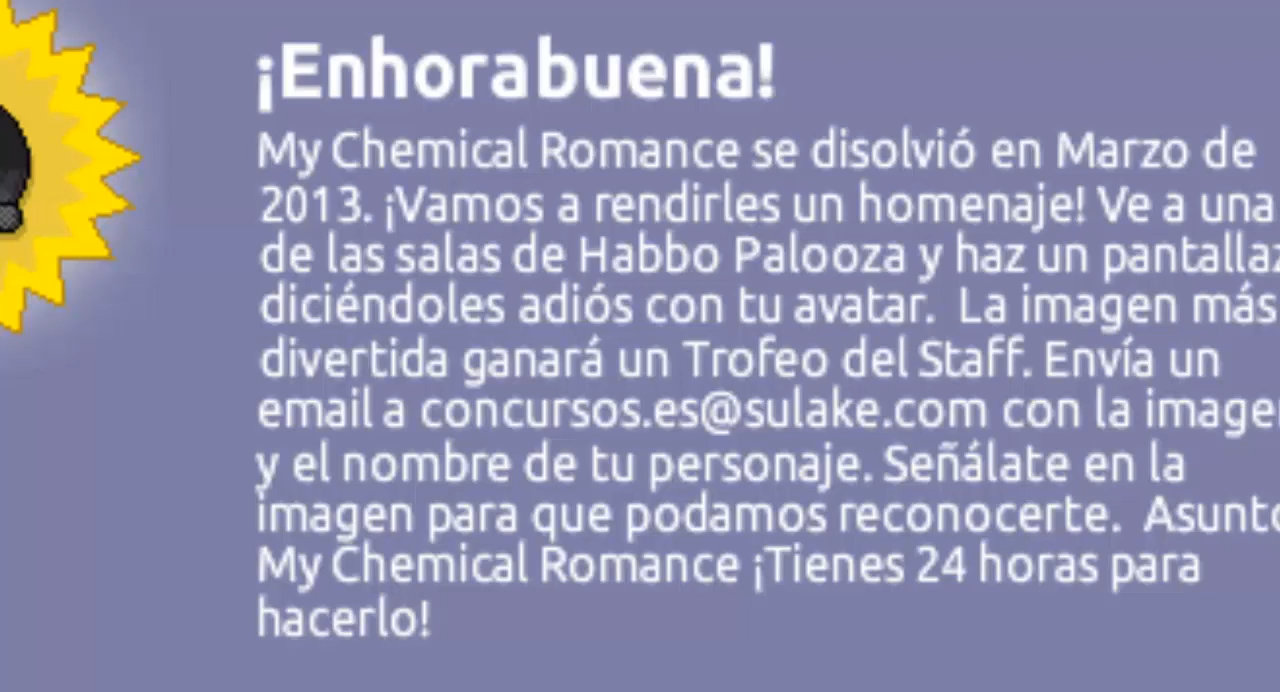 ¡Enhorabuena!
My Chemical Romance se disolvió en Marzo de
2013. ¡Vamos a rendirles un homenaje! Ve a una
de las salas de Habbo Palooza y haz un
diciéndoles adiós con tu avatar.  La imagen más
divertida ganará un Trofeo del Staff. Envía un
email a concursos.es@sulake.com con la
y el nombre de tu personaje. Señálate en la
imagen para que podamos reconocerte.
My Chemical Romance ¡Tienes 24 horas para
hacerlo!